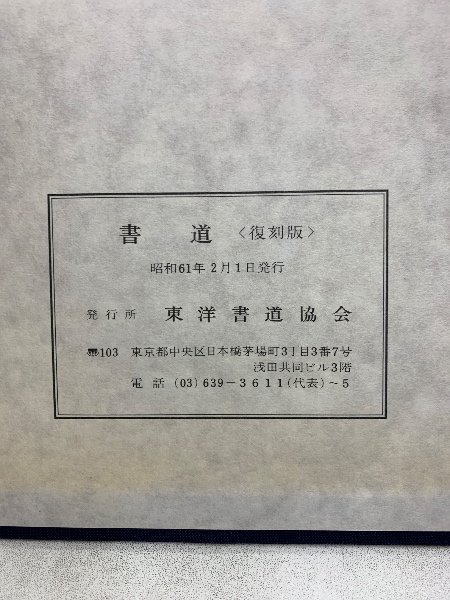 書道〈復刻版〉
昭和61年2月1日発行
発行所 東洋書道協会
〠103 東京都中央区日本橋茅場町3丁目3番7号
浅田共同ビル3階
電話 (03)639-3611(代表)～5